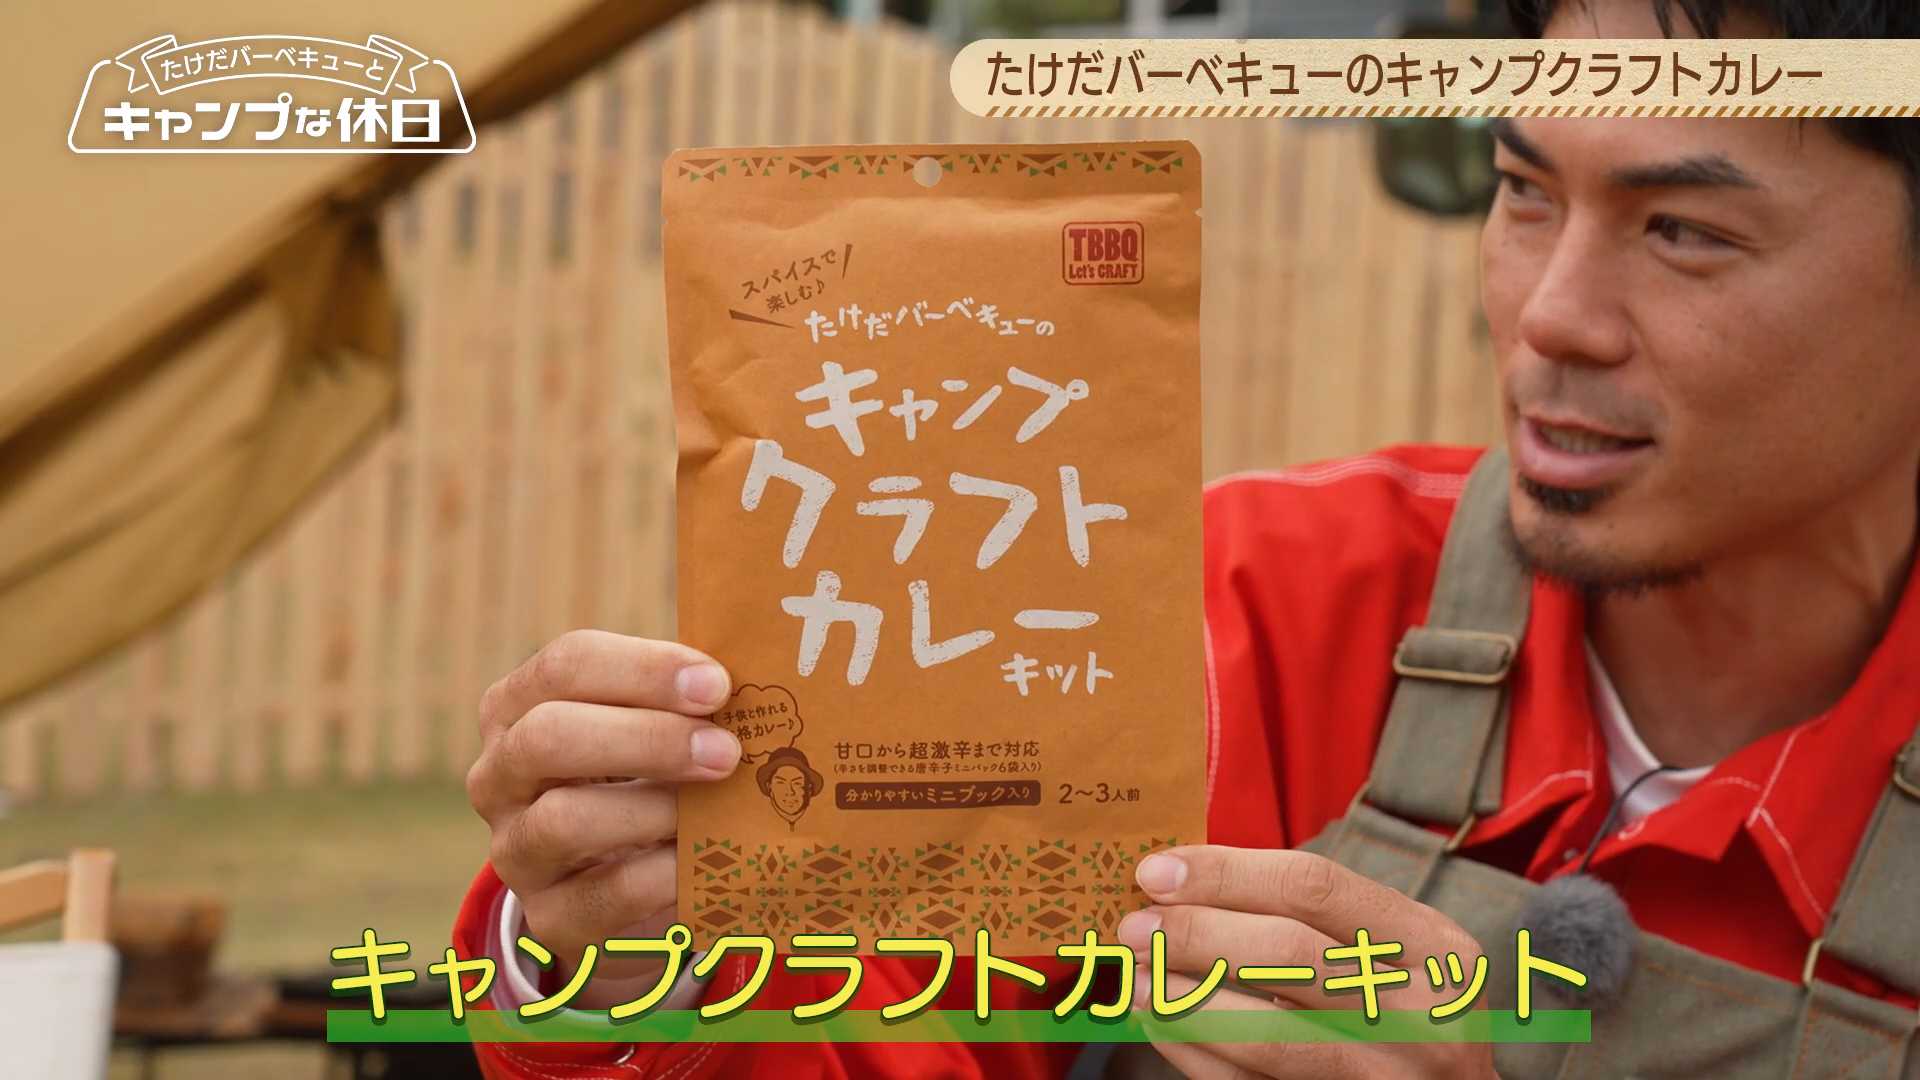 たけだバーベキューと
キャンプな休日
たけだバーベキューのキャンプクラフトカレー
TBBQ
Let's CRAFT
スパイスで
楽しむ♪
たけだバーベキューの
キャンプ
クラフト
カレー
キット
子供と作れる
格カレー♪
甘口から超激辛まで対応
(辛さを調整できる唐辛子ミニパック6袋入り)
分かりやすいミニブック入り
2〜3人前
キャンプクラフトカレーキット